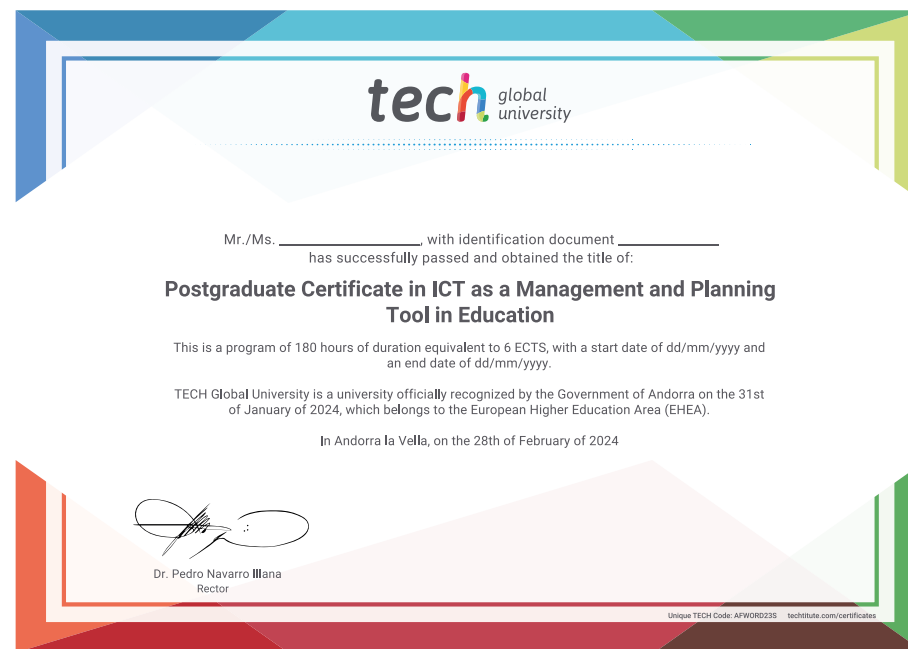 tech global
university
Mr./Ms. ____________, with identification document ____________
has successfully passed and obtained the title of:
Postgraduate Certificate in ICT as a Management and Planning
Tool in Education
This is a program of 180 hours of duration equivalent to 6 ECTS, with a start date of dd/mm/yyyy and
an end date of dd/mm/yyyy.
TECH Global University is a university officially recognized by the Government of Andorra on the 31st
of January of 2024, which belongs to the European Higher Education Area (EHEA).
In Andorra la Vella, on the 28th of February of 2024
Dr. Pedro Navarro Illana
Rector
Unique TECH Code: AFWORD23S techtitute.com/certificates